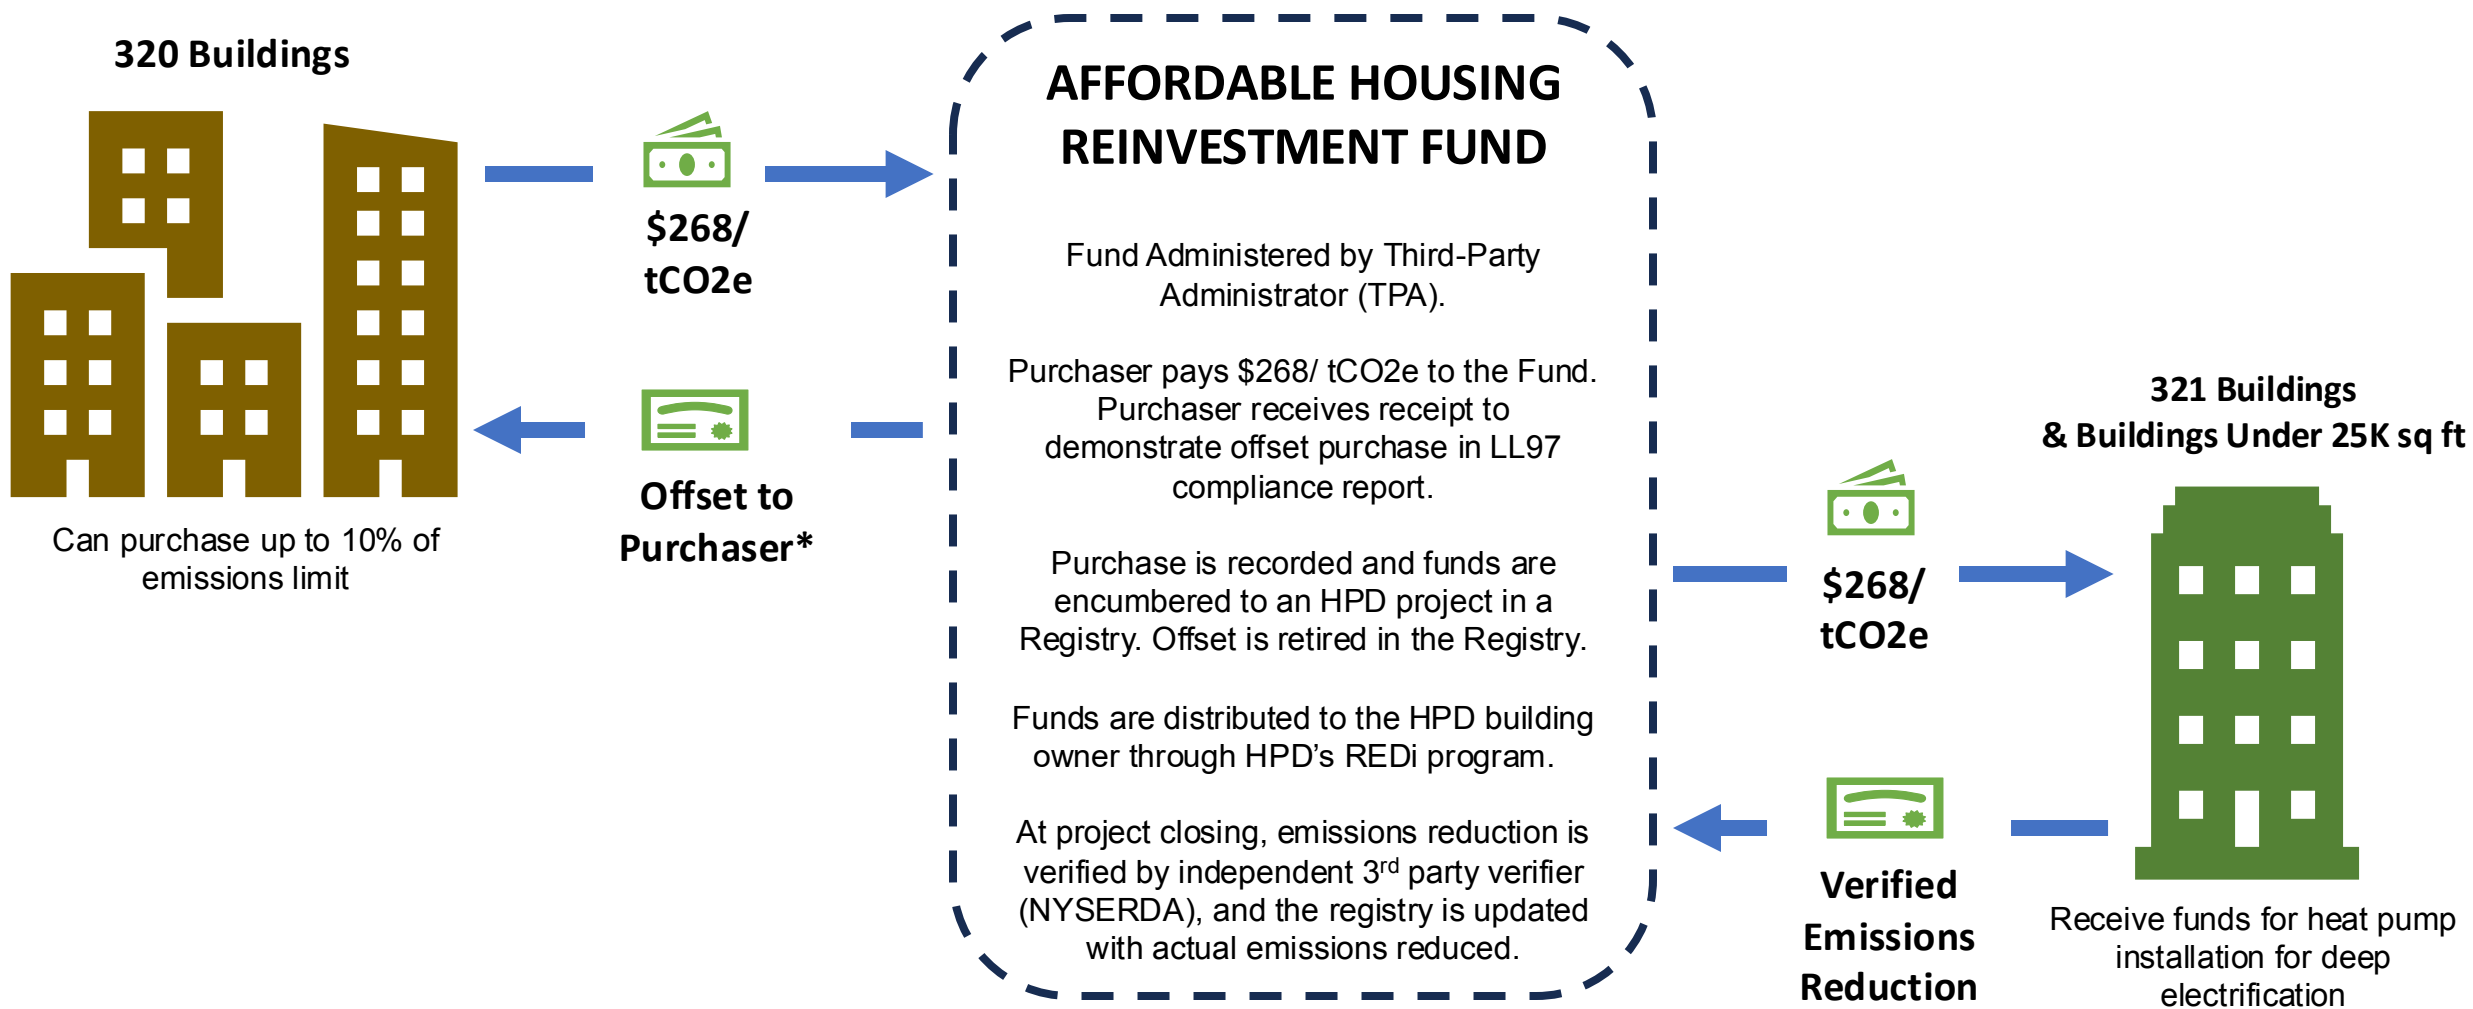 320 Buildings
$268/
tCO2e
Offset to
Purchaser*
Can purchase up to 10% of
emissions limit
AFFORDABLE HOUSING
REINVESTMENT FUND
Fund Administered by Third-Party
Administrator (TPA).
Purchaser pays $268/ tCO2e to the Fund.
Purchaser receives receipt to
demonstrate offset purchase in LL97
compliance report.
Purchase is recorded and funds are
encumbered to an HPD project in a
Registry. Offset is retired in the Registry.
Funds are distributed to the HPD building
owner through HPD’s REDi program.
At project closing, emissions reduction is
verified by independent 3rd party verifier
(NYSERDA), and the registry is updated
with actual emissions reduced.
$268/
tCO2e
Verified
Emissions
Reduction
321 Buildings
& Buildings Under 25K sq ft
Receive funds for heat pump
installation for deep
electrification